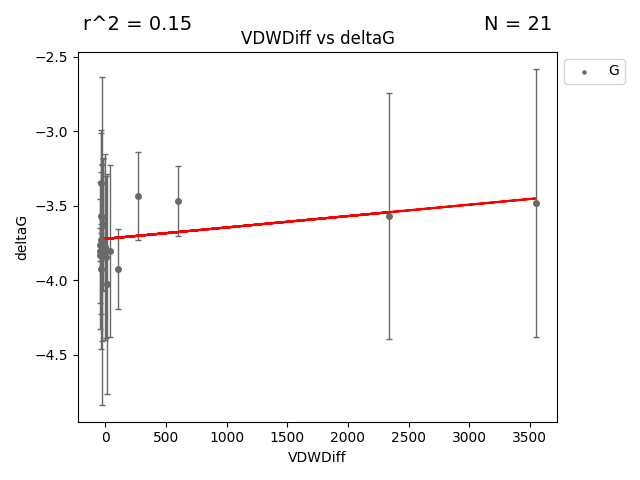 r^2 = 0.15
N = 21
VDWDiff vs deltaG
G
deltaG
−2.5
−3.0
−3.5
−4.0
−4.5
0 500 1000 1500 2000 2500 3000 3500
VDWDiff